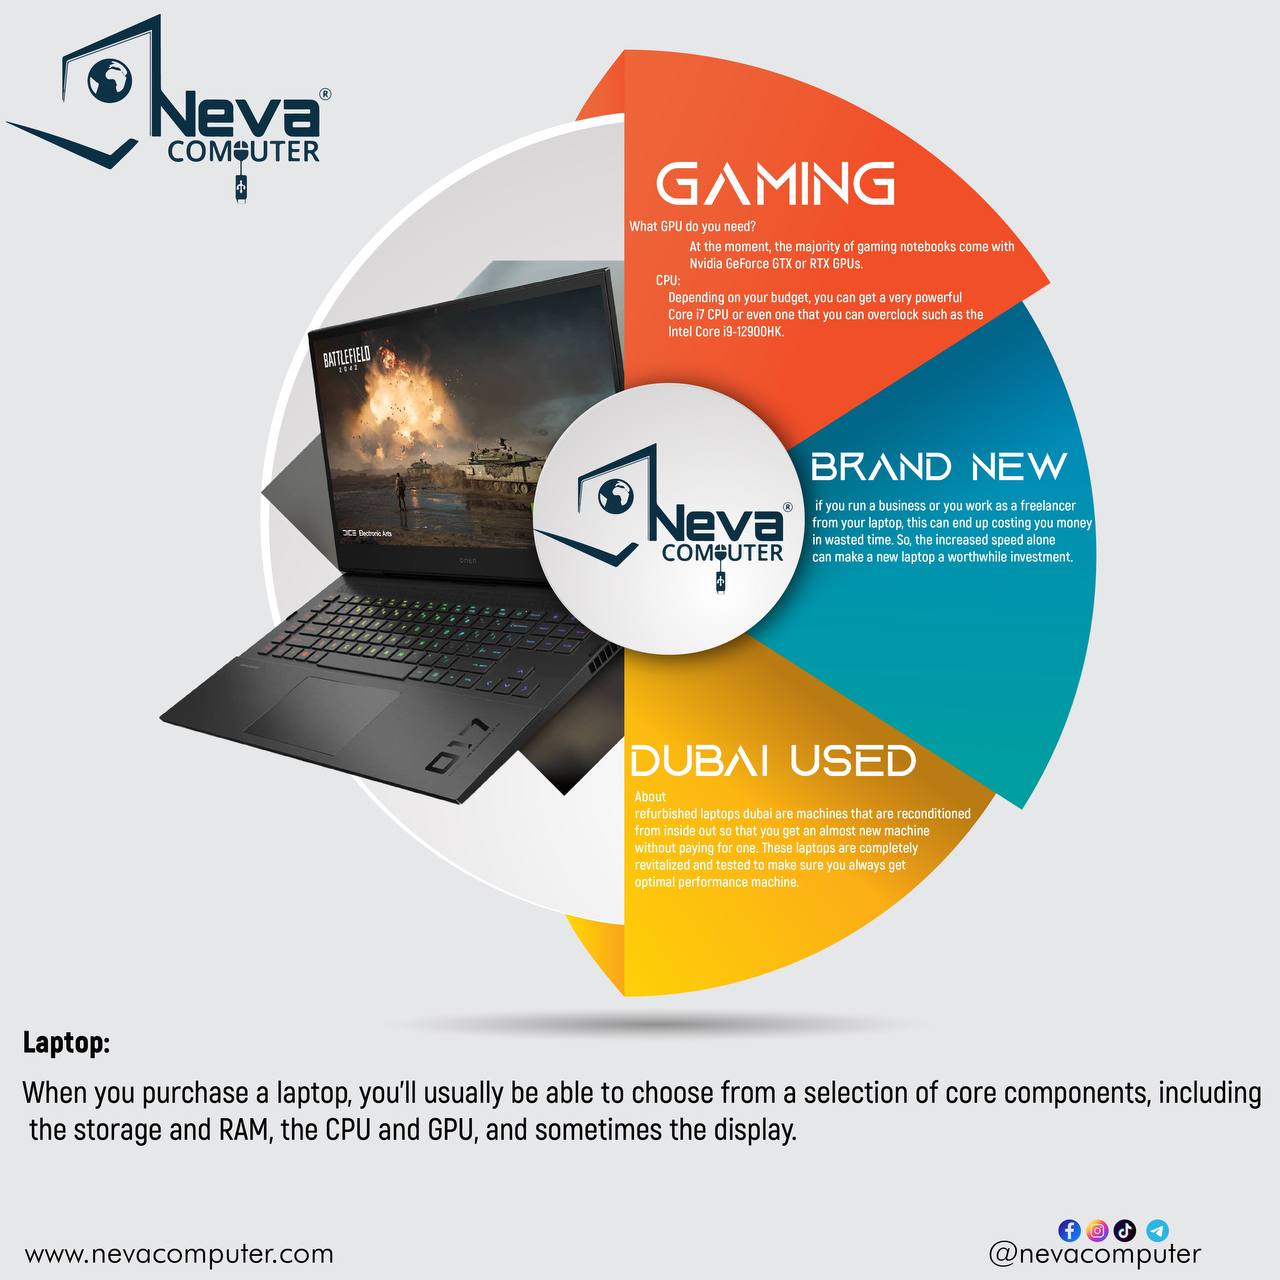 Neva®
COMPUTER
GAMING
What GPU do you need?
At the moment, the majority of gaming notebooks come with
Nvidia GeForce GTX or RTX GPUs.
CPU:
Depending on your budget, you can get a very powerful
Core i7 CPU or even one that you can overclock such as the
Intel Core i9-12900HK.
BATTLEFIELD
2042
DICE Electronic Arts
omen
Neva®
COMPUTER
BRAND NEW
if you run a business or you work as a freelancer
from your laptop, this can end up costing you money
in wasted time. So, the increased speed alone
can make a new laptop a worthwhile investment.
DUBAI USED
About
refurbished laptops dubai are machines that are reconditioned
from inside out so that you get an almost new machine
without paying for one. These laptops are completely
revitalized and tested to make sure you always get
optimal performance machine.
Laptop:
When you purchase a laptop, you'll usually be able to choose from a selection of core components, including
the storage and RAM, the CPU and GPU, and sometimes the display.
www.nevacomputer.com
@nevacomputer